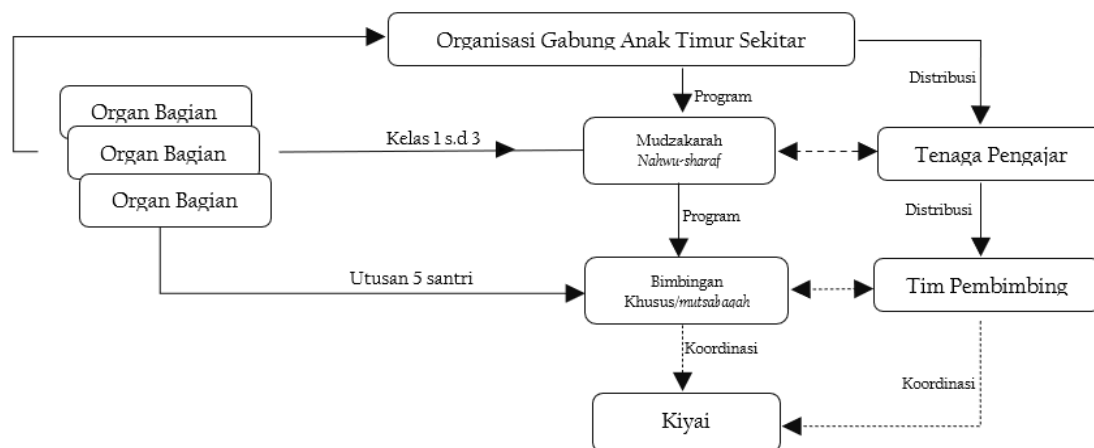 Organisasi Gabung Anak Timur Sekitar
Distribusi
Program
Organ Bagian
Organ Bagian
Organ Bagian
Kelas 1 s.d 3
Mudzakarah
Nahwu-sharaf
Tenaga Pengajar
Program
Distribusi
Utusan 5 santri
Bimbingan
Khusus/mutsabaqah
Tim Pembimbing
Koordinasi
Koordinasi
Kiyai